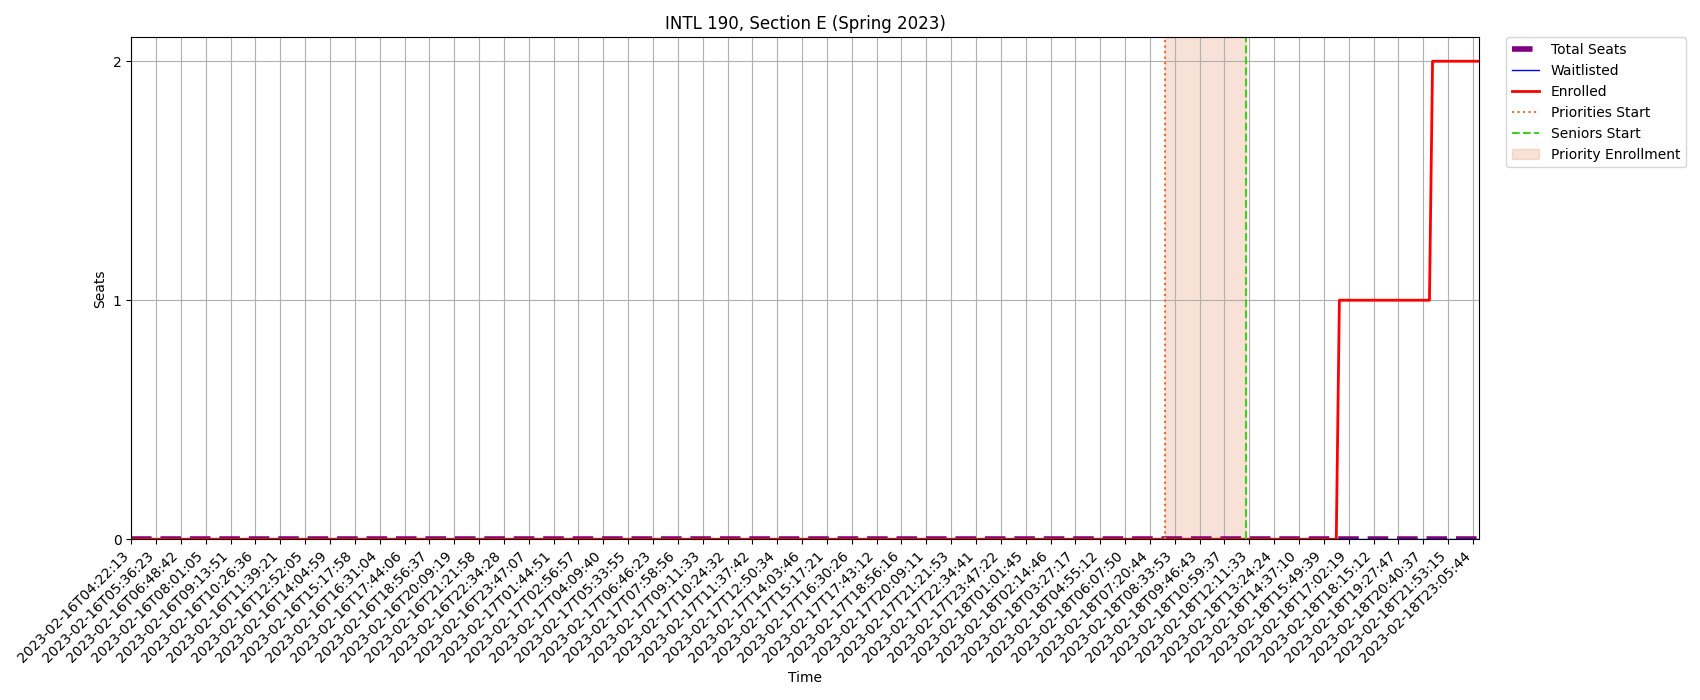 INTL 190, Section E (Spring 2023)
Total Seats
Waitlisted
Enrolled
Priorities Start
Seniors Start
Priority Enrollment
Seats
2
1
0
2023-02-16T04:22:13
2023-02-16T05:36:23
2023-02-16T06:48:42
2023-02-16T08:01:05
2023-02-16T09:13:51
2023-02-16T10:26:36
2023-02-16T11:39:21
2023-02-16T12:52:05
2023-02-16T14:04:59
2023-02-16T15:17:58
2023-02-16T16:31:04
2023-02-16T17:44:06
2023-02-16T18:56:37
2023-02-16T20:09:19
2023-02-16T21:21:58
2023-02-16T22:34:28
2023-02-16T23:47:07
2023-02-17T01:44:51
2023-02-17T02:56:57
2023-02-17T04:09:40
2023-02-17T05:33:55
2023-02-17T06:46:23
2023-02-17T07:58:56
2023-02-17T09:11:33
2023-02-17T10:24:32
2023-02-17T11:37:42
2023-02-17T12:50:34
2023-02-17T14:03:46
2023-02-17T15:17:21
2023-02-17T16:30:26
2023-02-17T17:43:12
2023-02-17T18:56:16
2023-02-17T20:09:11
2023-02-17T21:21:53
2023-02-17T22:34:41
2023-02-17T23:47:22
2023-02-18T01:01:45
2023-02-18T02:14:46
2023-02-18T03:27:17
2023-02-18T04:55:12
2023-02-18T06:07:50
2023-02-18T07:20:44
2023-02-18T08:33:53
2023-02-18T09:46:43
2023-02-18T10:59:37
2023-02-18T12:11:33
2023-02-18T13:24:24
2023-02-18T14:37:10
2023-02-18T15:49:39
2023-02-18T17:02:19
2023-02-18T18:15:12
2023-02-18T19:27:47
2023-02-18T20:40:37
2023-02-18T21:53:15
2023-02-18T23:05:44
Time